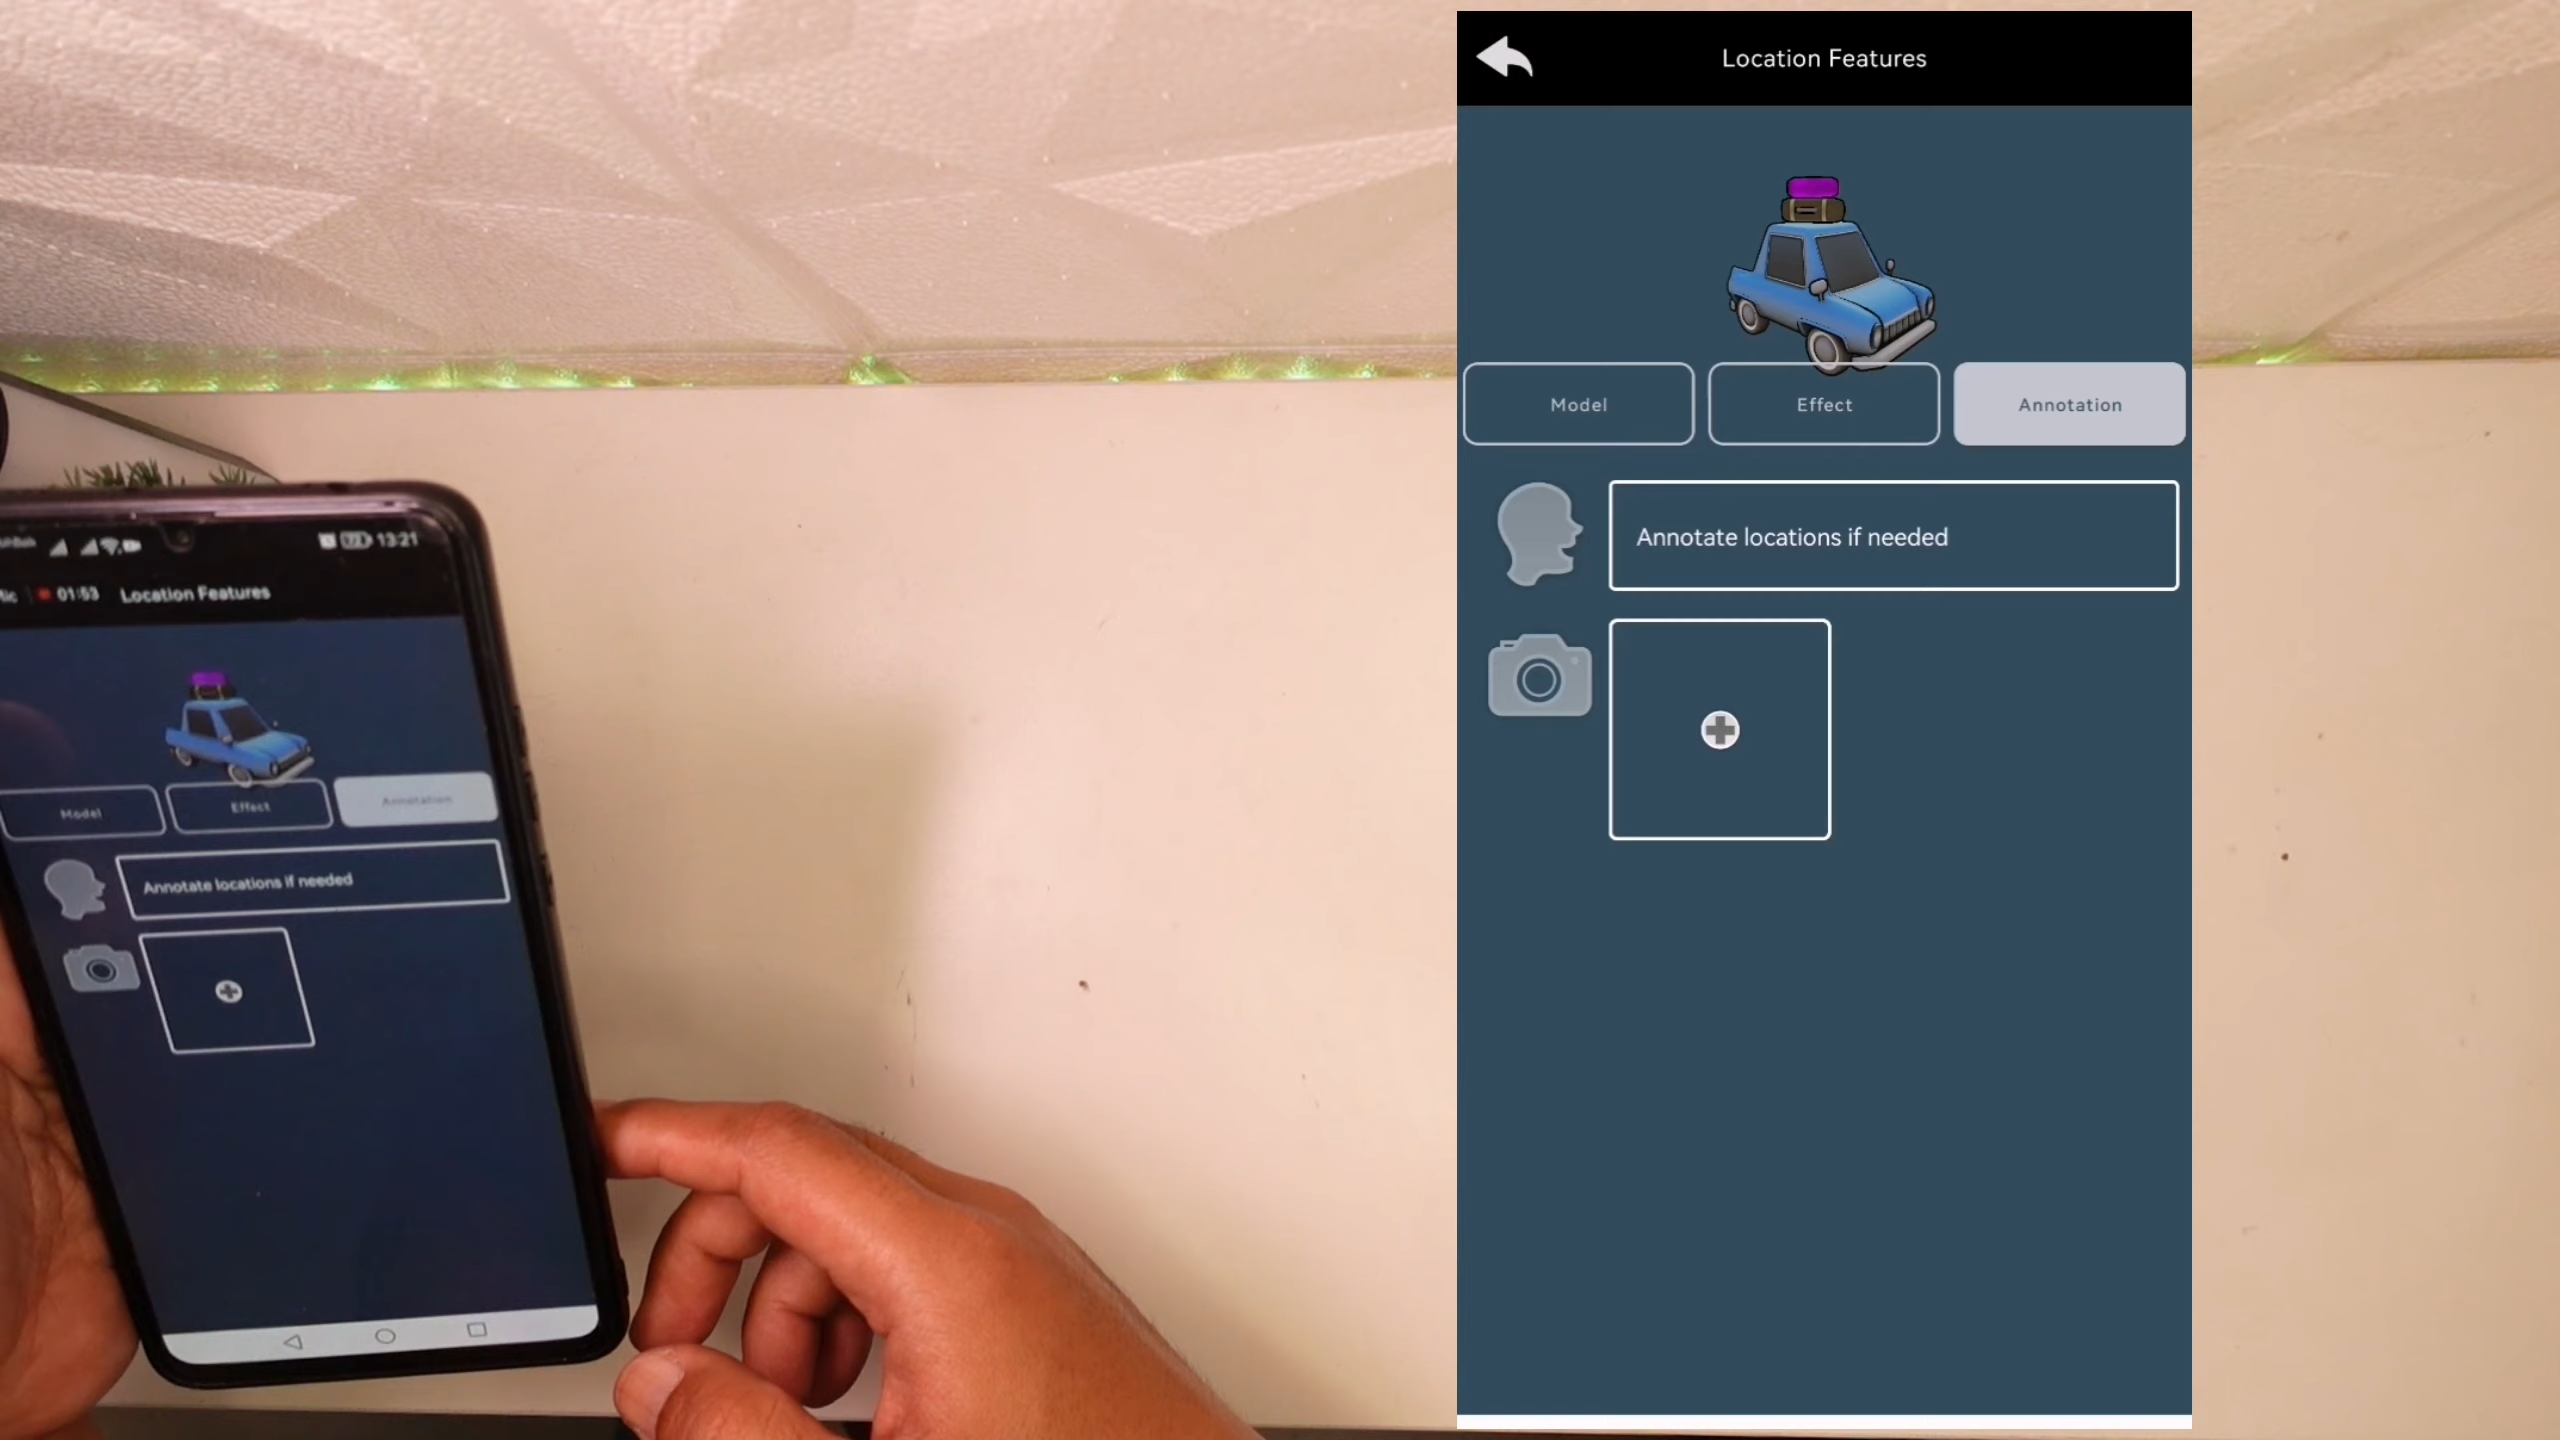 13:21
01:53 Location Features
Model Effect Annotation
Annotate locations if needed
Location Features
Model Effect Annotation
Annotate locations if needed